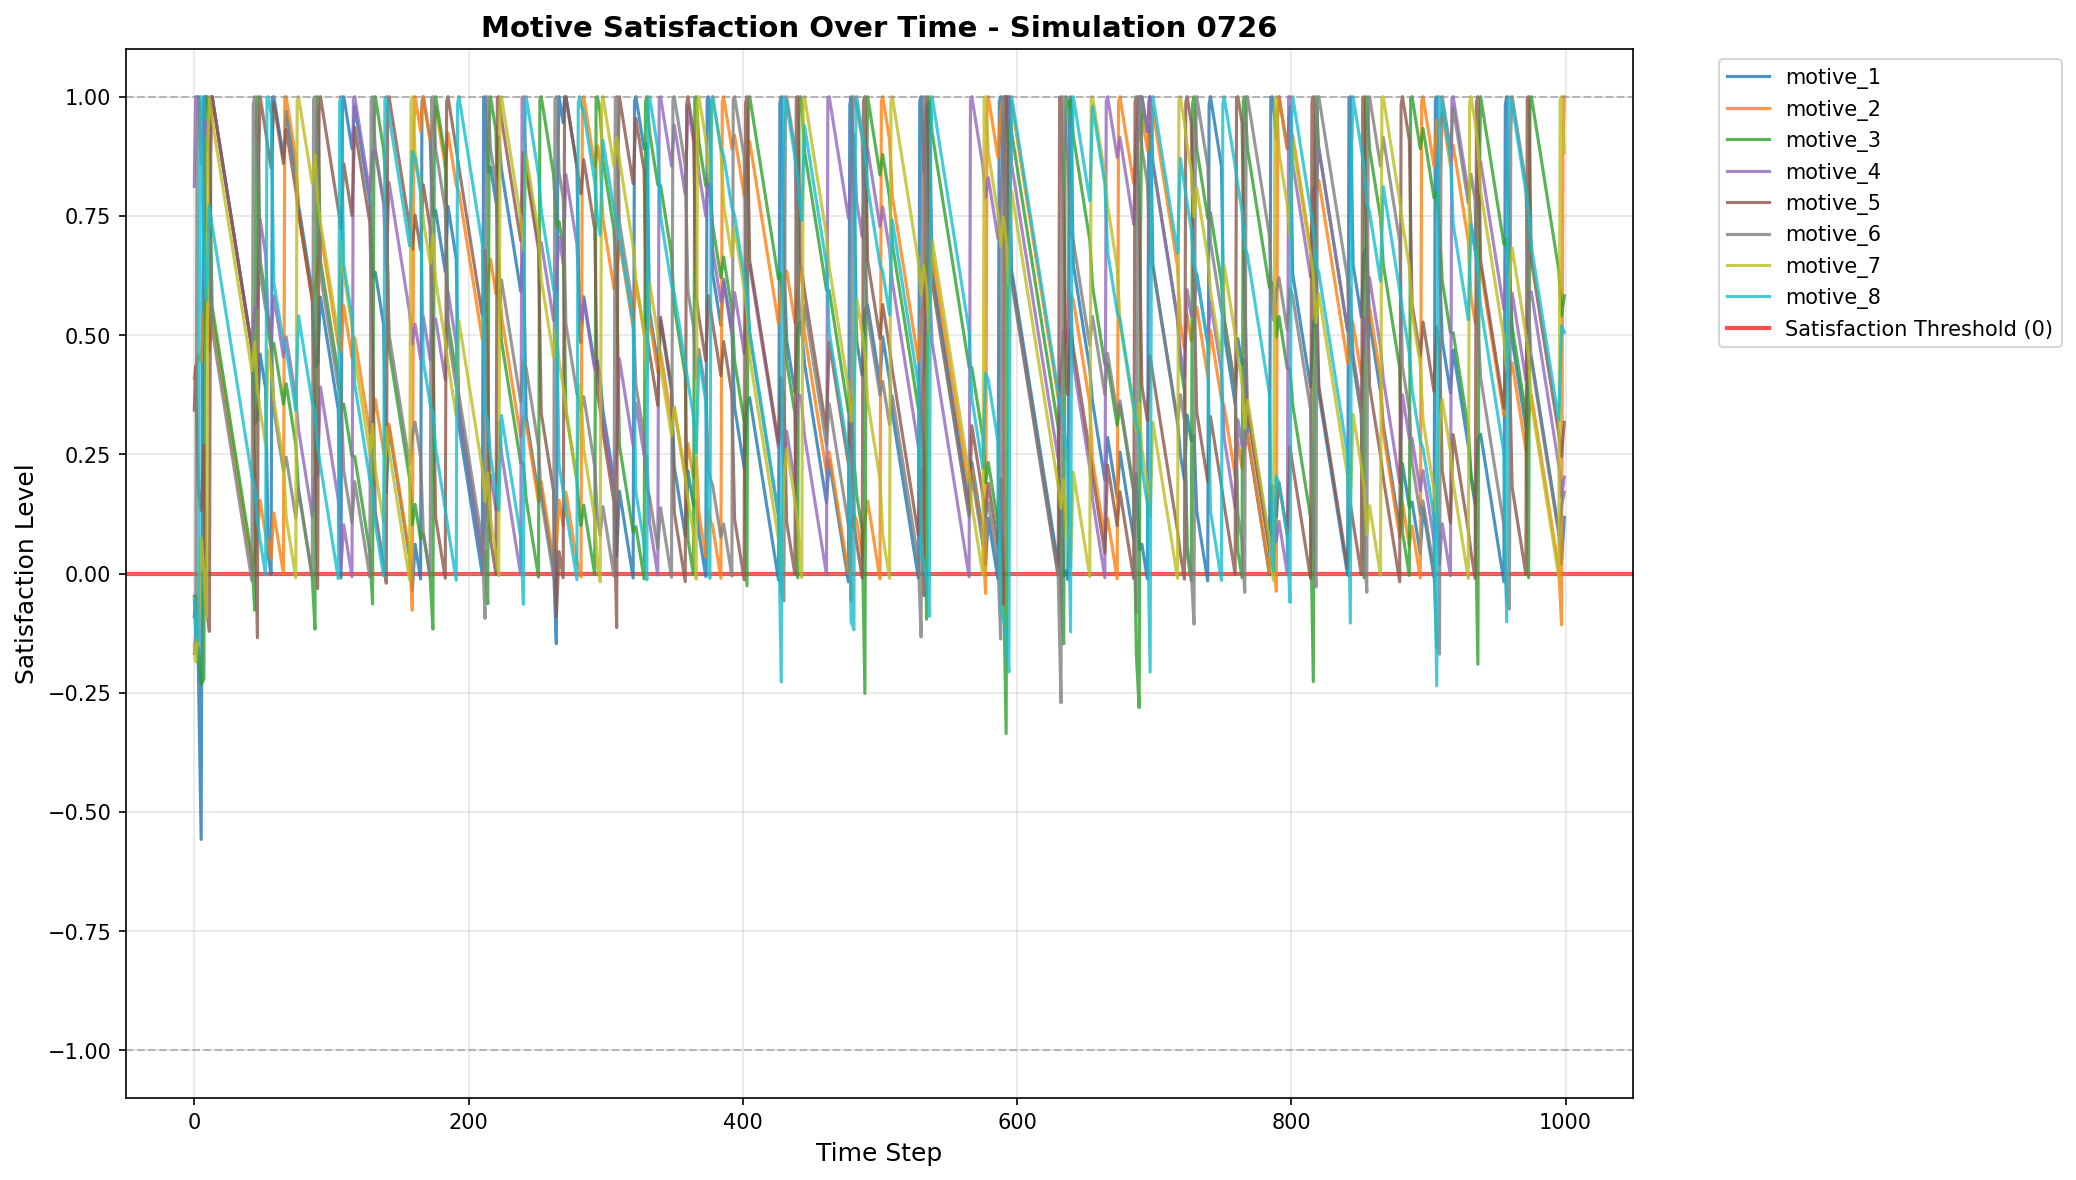 Motive Satisfaction Over Time - Simulation 0726
1.00
0.75
0.50
0.25
0.00
−0.25
−0.50
−0.75
−1.00
Satisfaction Level
0
200
400
600
800
1000
Time Step
motive_1
motive_2
motive_3
motive_4
motive_5
motive_6
motive_7
motive_8
Satisfaction Threshold (0)